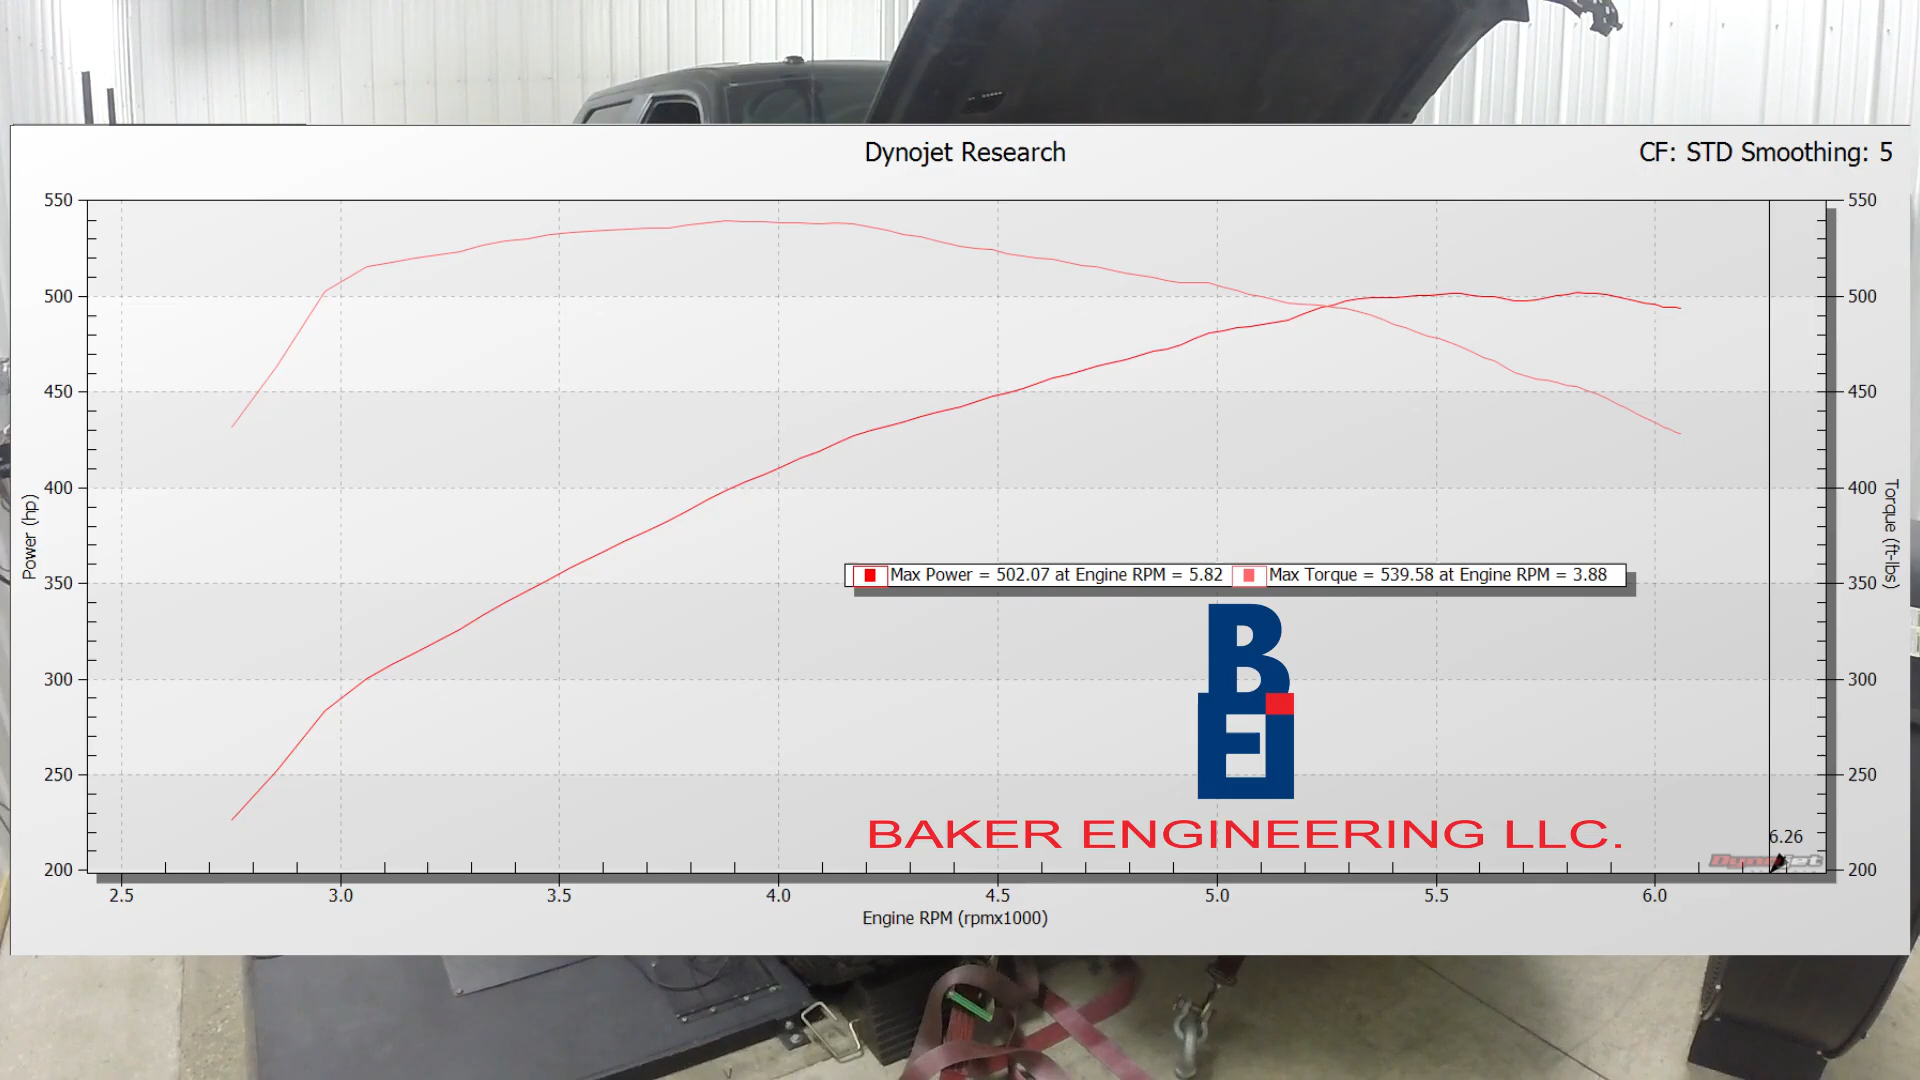 Dynojet Research
CF: STD Smoothing: 5
550
500
450
400
350
300
250
200
Power (hp)
550
500
450
400
350
300
250
200
Torque (ft-lbs)
Max Power = 502.07 at Engine RPM = 5.82
Max Torque = 539.58 at Engine RPM = 3.88
BEi
BAKER ENGINEERING LLC.
6.26
Dynojet
2.5 3.0 3.5 4.0 4.5 5.0 5.5 6.0
Engine RPM (rpmx1000)